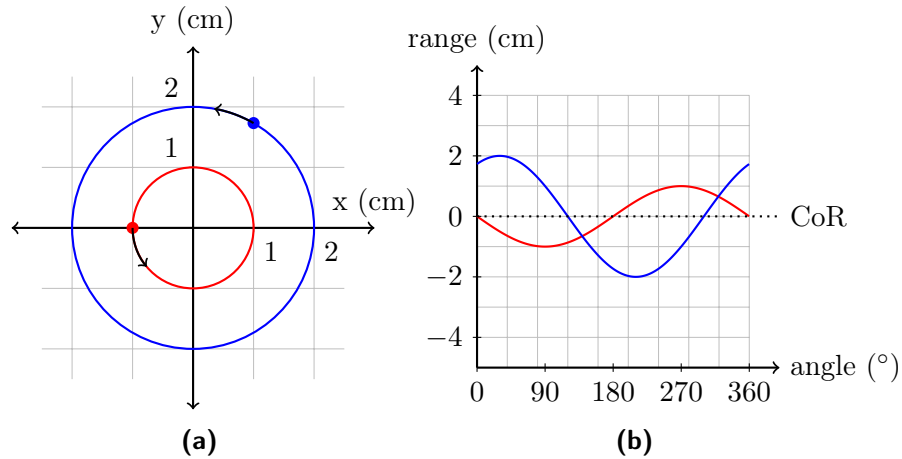 y (cm)
2
1
x (cm)
1
2
(a)
range (cm)
4
2
0
−2
−4
CoR
angle (°)
0 90 180 270 360
(b)